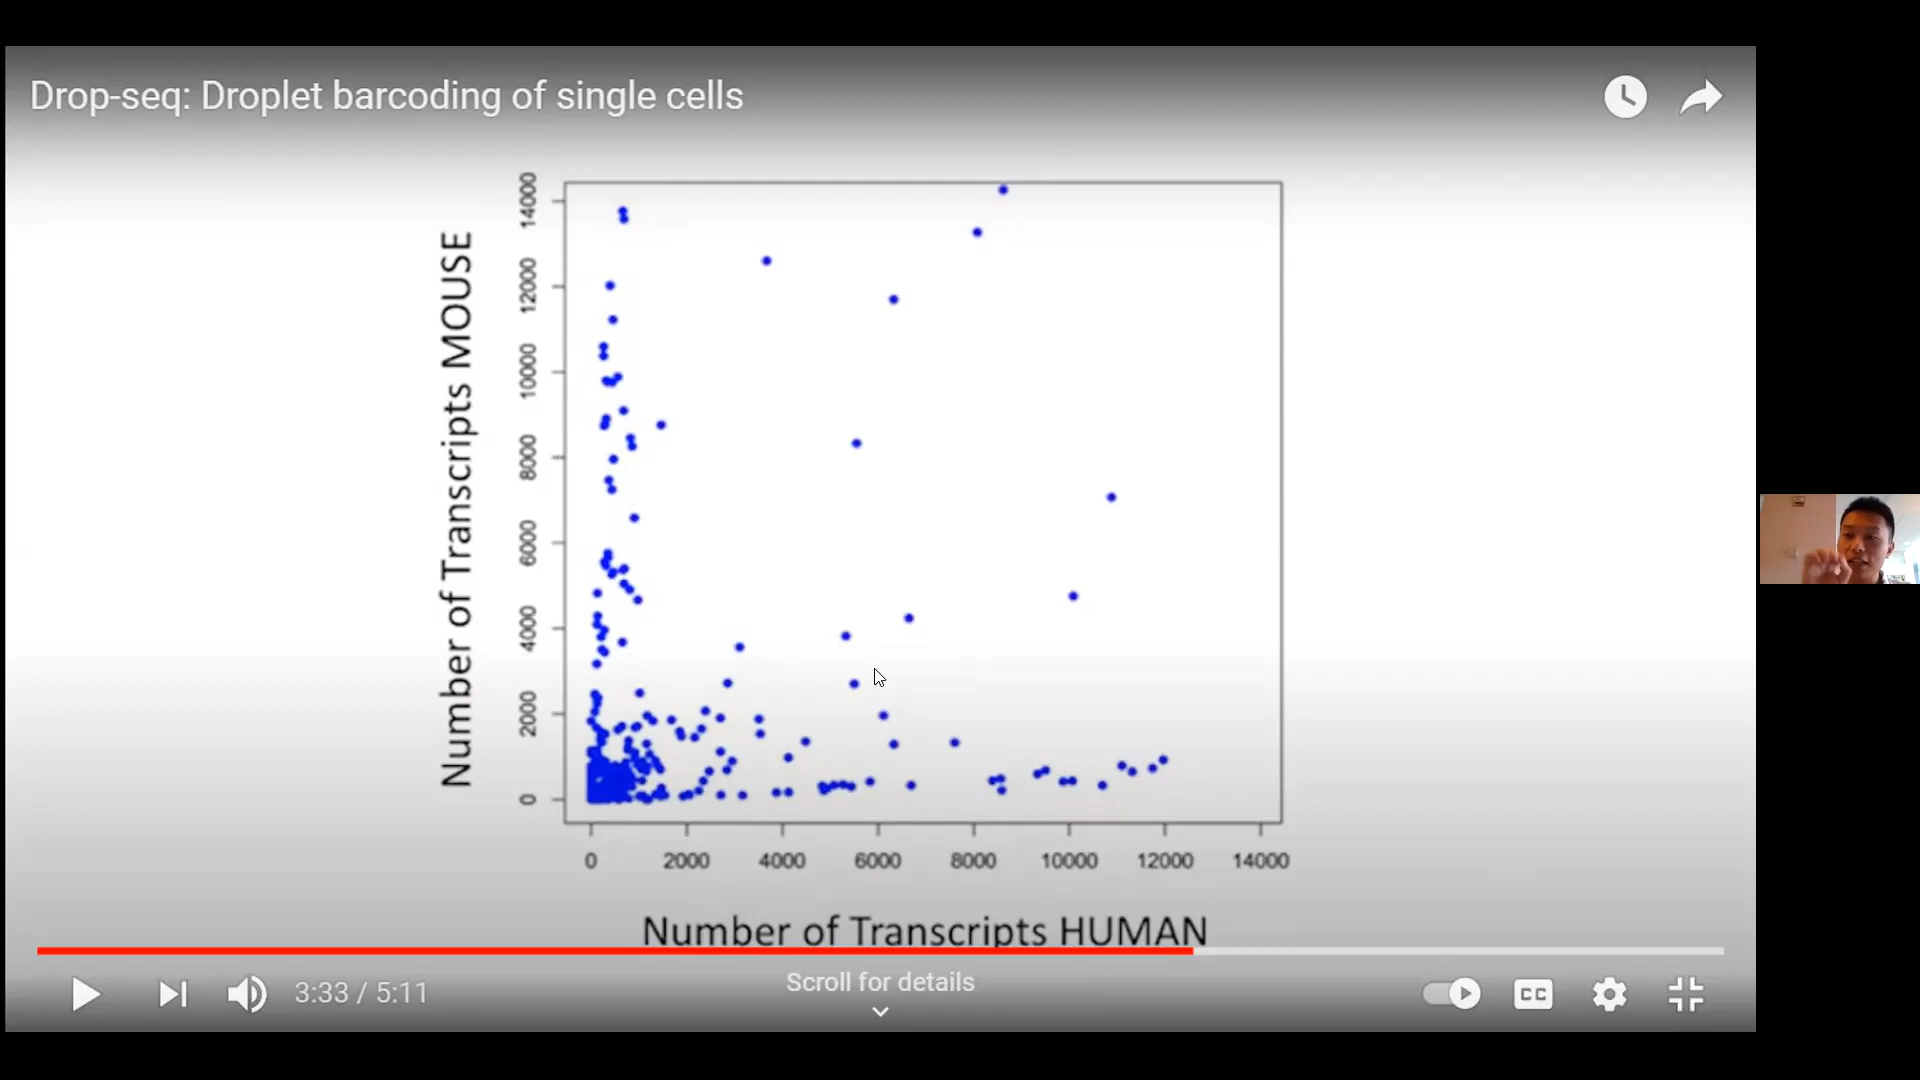 Drop-seq: Droplet barcoding of single cells
Number of Transcripts MOUSE
14000
12000
10000
8000
6000
4000
2000
0
0 2000 4000 6000 8000 10000 12000 14000
Number of Transcripts HUMAN
3:33 / 5:11
Scroll for details
CC